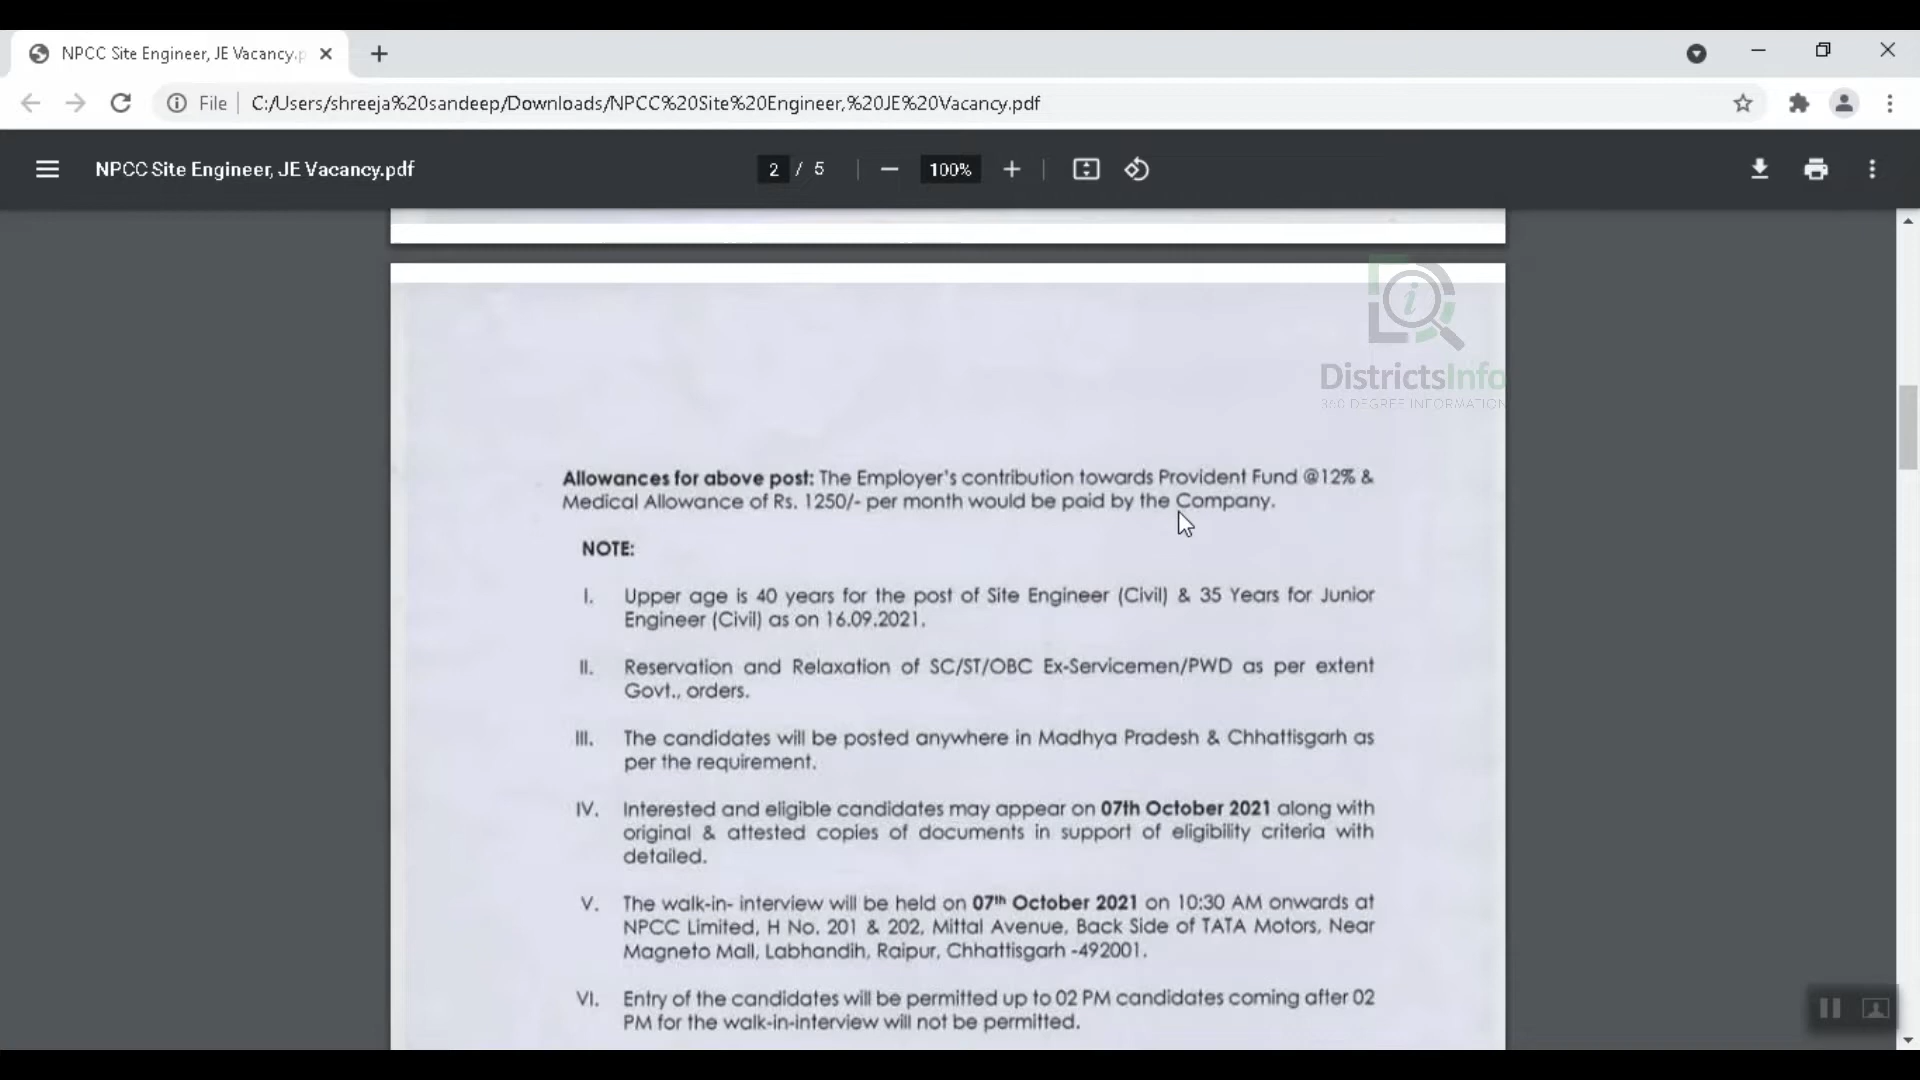 NPCC Site Engineer, JE Vacancy.p
File
C:/Users/shreeja%20sandeep/Downloads/NPCC%20Site%20Engineer,%20JE%20Vacancy.pdf
NPCC Site Engineer, JE Vacancy.pdf
2 / 5
100%
DistrictsInfo
360 DEGREE INFORMATION
Allowances for above post: The Employer's contribution towards Provident Fund @12% &
Medical Allowance of Rs. 1250/- per month would be paid by the Company.
NOTE:
I. Upper age is 40 years for the post of Site Engineer (Civil) & 35 Years for Junior
Engineer (Civil) as on 16.09.2021.
II. Reservation and Relaxation of SC/ST/OBC Ex-Servicemen/PWD as per extent
Govt., orders.
III. The candidates will be posted anywhere in Madhya Pradesh & Chhattisgarh as
per the requirement.
IV. Interested and eligible candidates may appear on 07th October 2021 along with
original & attested copies of documents in support of eligibility criteria with
detailed.
V. The walk-in- interview will be held on 07th October 2021 on 10:30 AM onwards at
NPCC Limited, H No. 201 & 202, Mittal Avenue, Back Side of TATA Motors, Near
Magneto Mall, Labhandih, Raipur, Chhattisgarh -492001.
VI. Entry of the candidates will be permitted up to 02 PM candidates coming after 02
PM for the walk-in-interview will not be permitted.